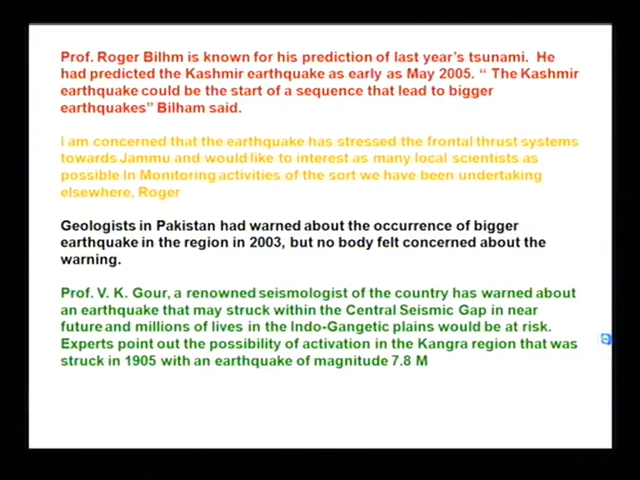 Prof. Roger Bilhm is known for his prediction of last year's tsunami.  He
had predicted the Kashmir earthquake as early as May 2005. “ The Kashmir
earthquake could be the start of a sequence that lead to bigger
earthquakes” Bilham said.
I am concerned that the earthquake has stressed the frontal thrust systems
towards Jammu and would like to interest as many local scientists as
possible In Monitoring activities of the sort we have been undertaking
elsewhere, Roger
Geologists in Pakistan had warned about the occurrence of bigger
earthquake in the region in 2003, but no body felt concerned about the
warning.
Prof. V. K. Gour, a renowned seismologist of the country has warned about
an earthquake that may struck within the Central Seismic Gap in near
future and millions of lives in the Indo-Gangetic plains would be at risk.
Experts point out the possibility of activation in the Kangra region that was
struck in 1905 with an earthquake of magnitude 7.8 M